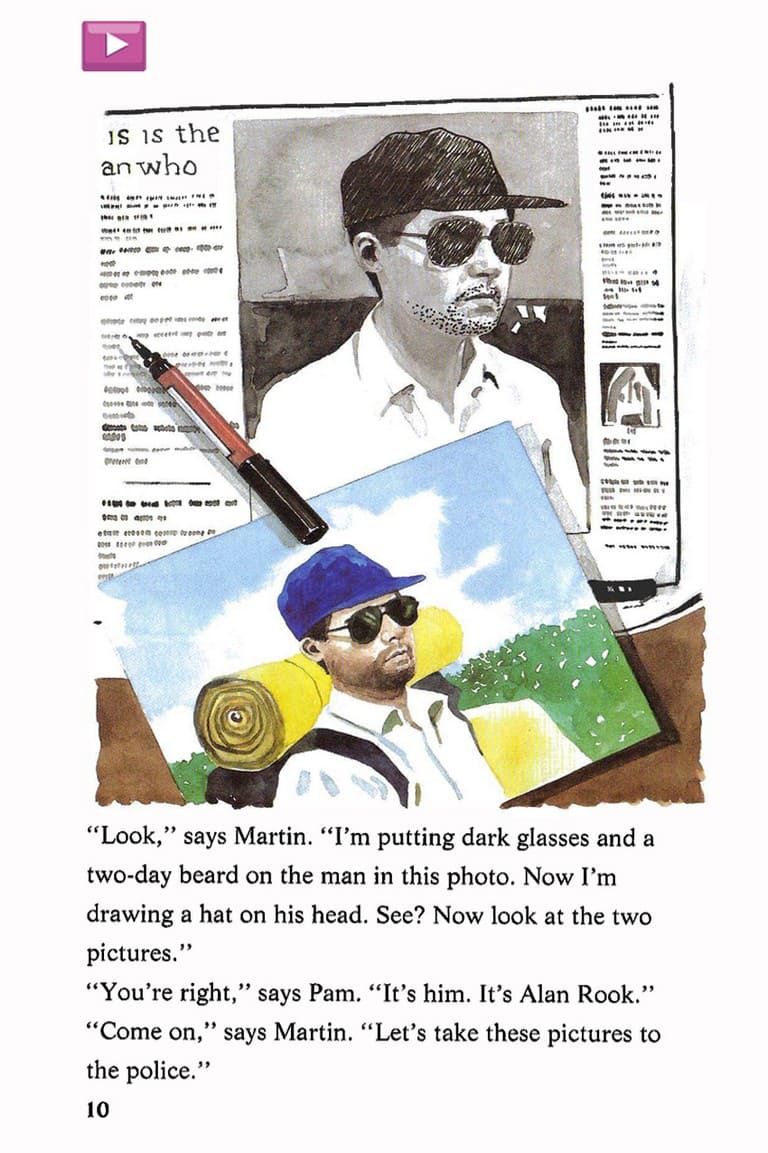 is is the
an who
“Look,” says Martin. “I’m putting dark glasses and a
two-day beard on the man in this photo. Now I’m
drawing a hat on his head. See? Now look at the two
pictures.”
“You’re right,” says Pam. “It’s him. It’s Alan Rook.”
“Come on,” says Martin. “Let’s take these pictures to
the police.”
10